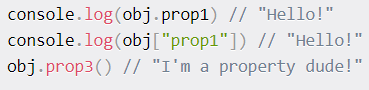 console.log(obj.prop1) // "Hello!"
console.log(obj["prop1"]) // "Hello!"
obj.prop3() // "I'm a property dude!"